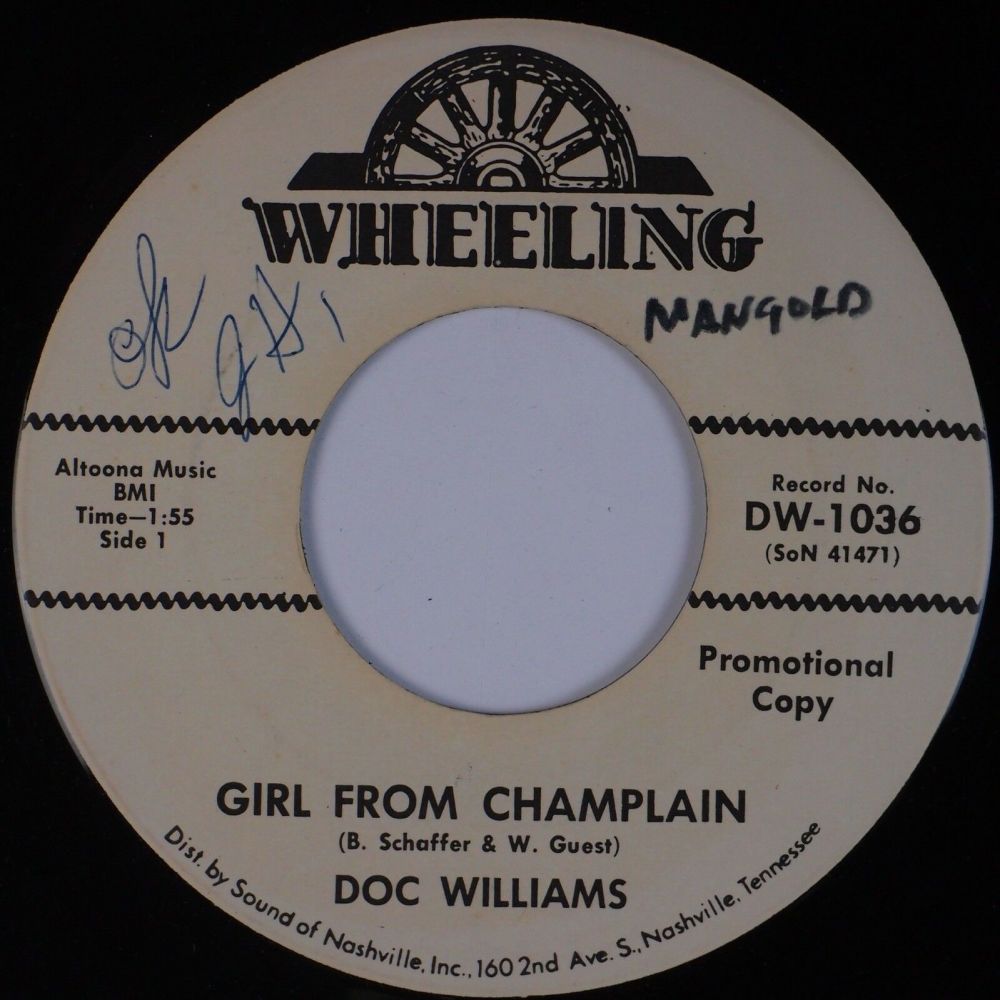 WHEELING
MANGOLD
Altoona Music
BMI
Time—1:55
Side 1
Record No.
DW-1036
(SoN 41471)
Promotional
Copy
GIRL FROM CHAMPLAIN
(B. Schaffer & W. Guest)
DOC WILLIAMS
Dist. by Sound of Nashville, Inc., 160 2nd Ave. S., Nashville, Tennessee